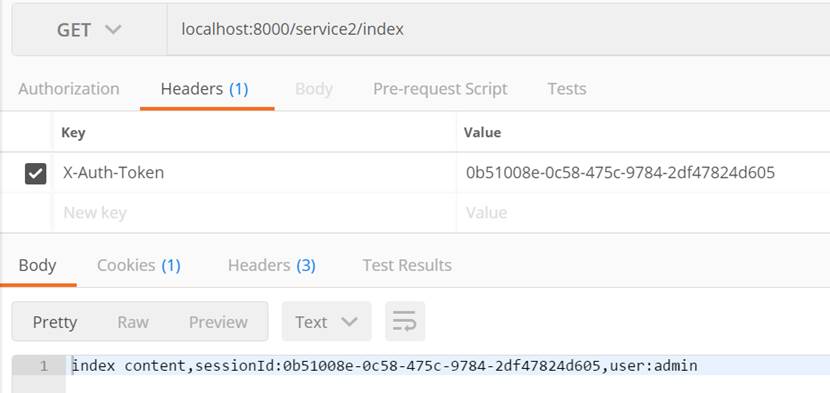 GET localhost:8000/service2/index
Authorization Headers (1) Body Pre-request Script Tests
Key Value
X-Auth-Token 0b51008e-0c58-475c-9784-2df47824d605
New key Value
Body Cookies (1) Headers (3) Test Results
Pretty Raw Preview Text
1 index content,sessionId:0b51008e-0c58-475c-9784-2df47824d605,user:admin